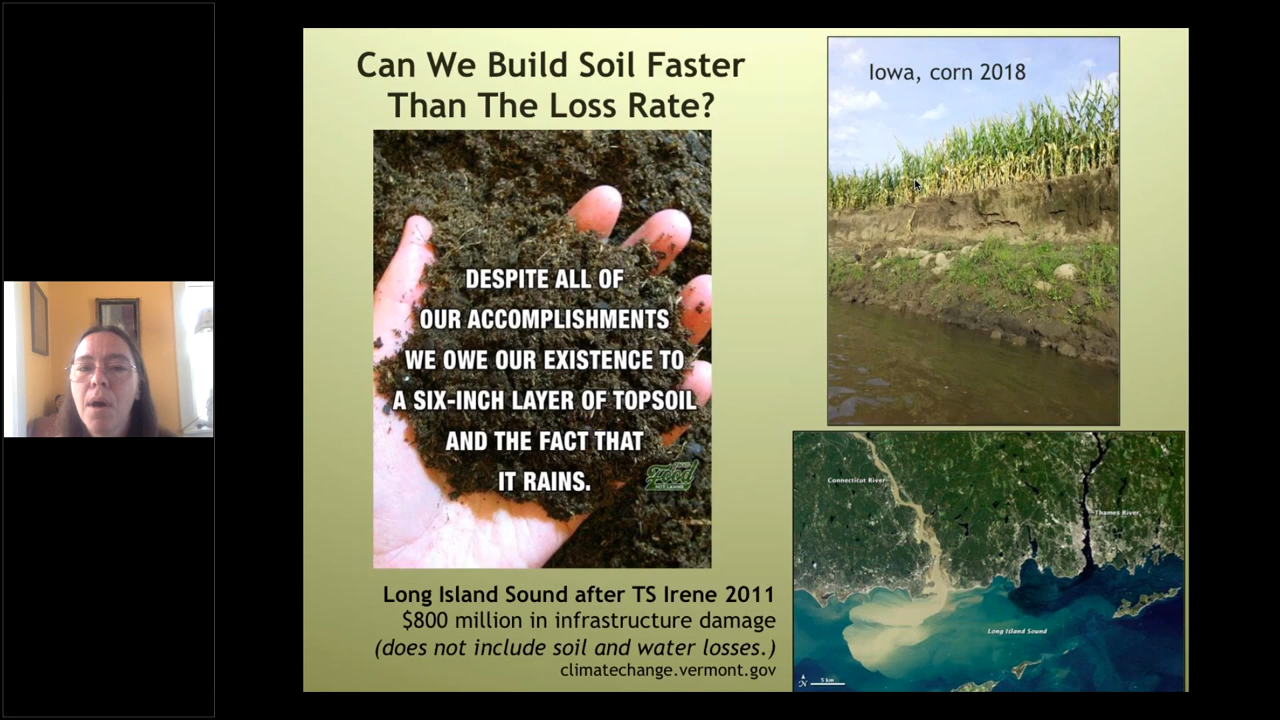 Can We Build Soil Faster
Than The Loss Rate?
Iowa, corn 2018
DESPITE ALL OF
OUR ACCOMPLISHMENTS
WE OWE OUR EXISTENCE TO
A SIX-INCH LAYER OF TOPSOIL
AND THE FACT THAT
IT RAINS.
Food
Connecticut River
Thames River
Long Island Sound
5 km
N
Long Island Sound after TS Irene 2011
$800 million in infrastructure damage
(does not include soil and water losses.)
climatechange.vermont.gov